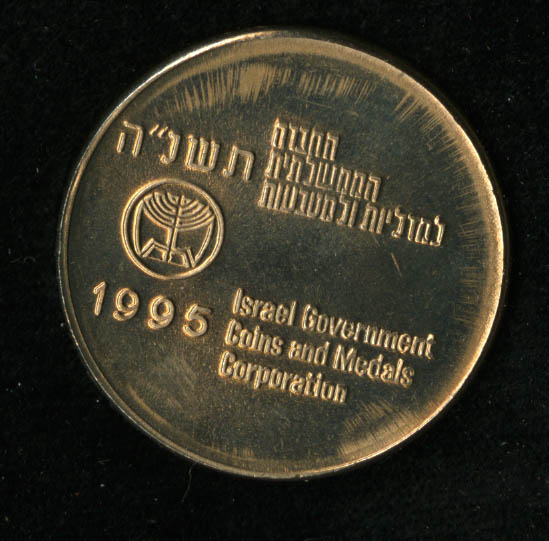 תשנ״ה
החברה
הממשלתית
למדליות ולמטבעות
1995
Israel Government
Coins and Medals
Corporation